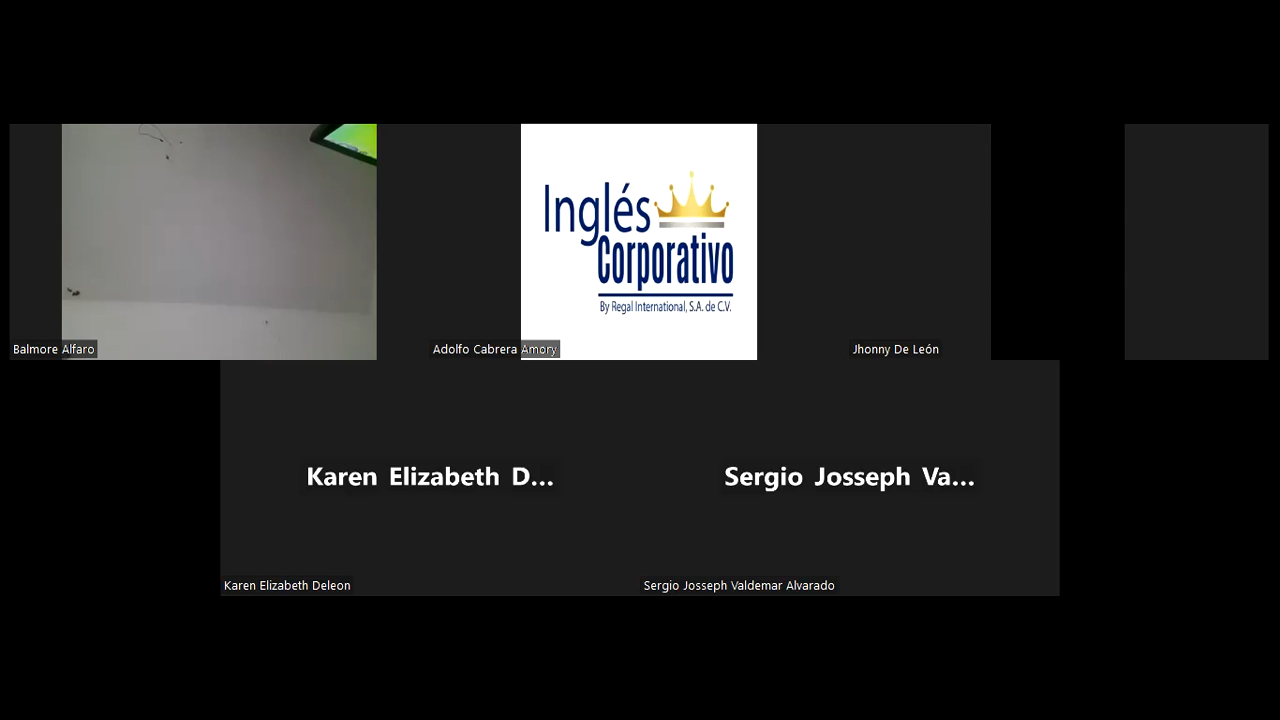 Inglés
Corporativo
By Regal International, S.A. de C.V.
Balmore Alfaro
Adolfo Cabrera Amory
Jhonny De León
Karen Elizabeth D...
Sergio Josseph Va...
Karen Elizabeth Deleon
Sergio Josseph Valdemar Alvarado